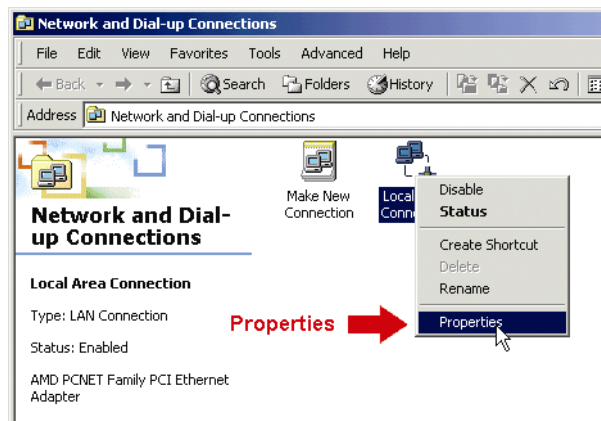 Network and Dial-up Connections
File Edit View Favorites Tools Advanced Help
Back Search Folders History
Address Network and Dial-up Connections
Network and Dial-
up Connections
Local Area Connection
Type: LAN Connection
Status: Enabled
AMD PCNET Family PCI Ethernet
Adapter
Make New
Connection
Local
Conn
Disable
Status
Create Shortcut
Delete
Rename
Properties
Properties